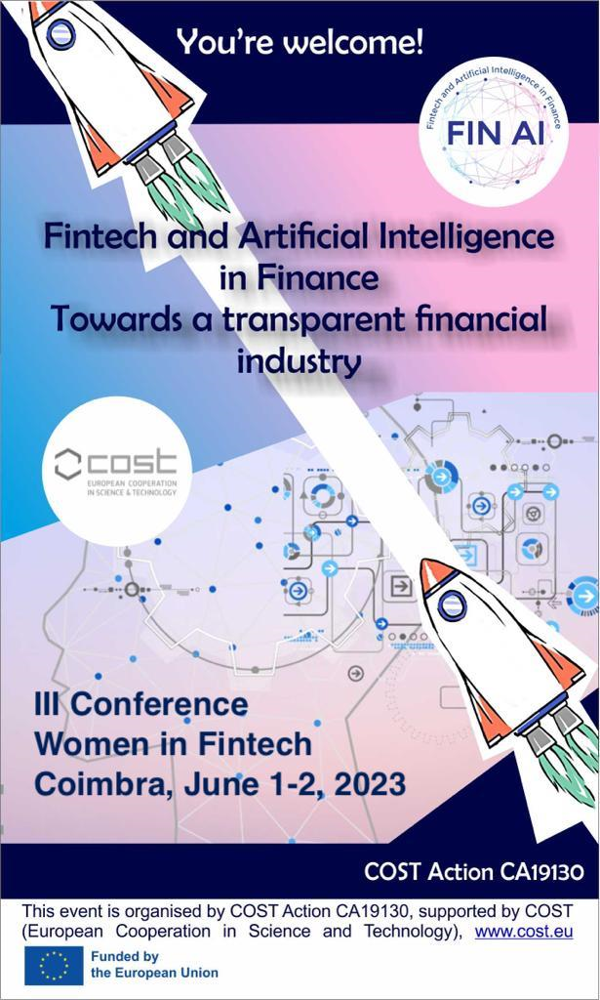 You're welcome!
Fintech and Artificial Intelligence in Finance
FIN AI
Fintech and Artificial Intelligence
in Finance
Towards a transparent financial
industry
cost
EUROPEAN COOPERATION
IN SCIENCE & TECHNOLOGY
III Conference
Women in Fintech
Coimbra, June 1-2, 2023
COST Action CA19130
This event is organised by COST Action CA19130, supported by COST
(European Cooperation in Science and Technology), www.cost.eu
Funded by
the European Union